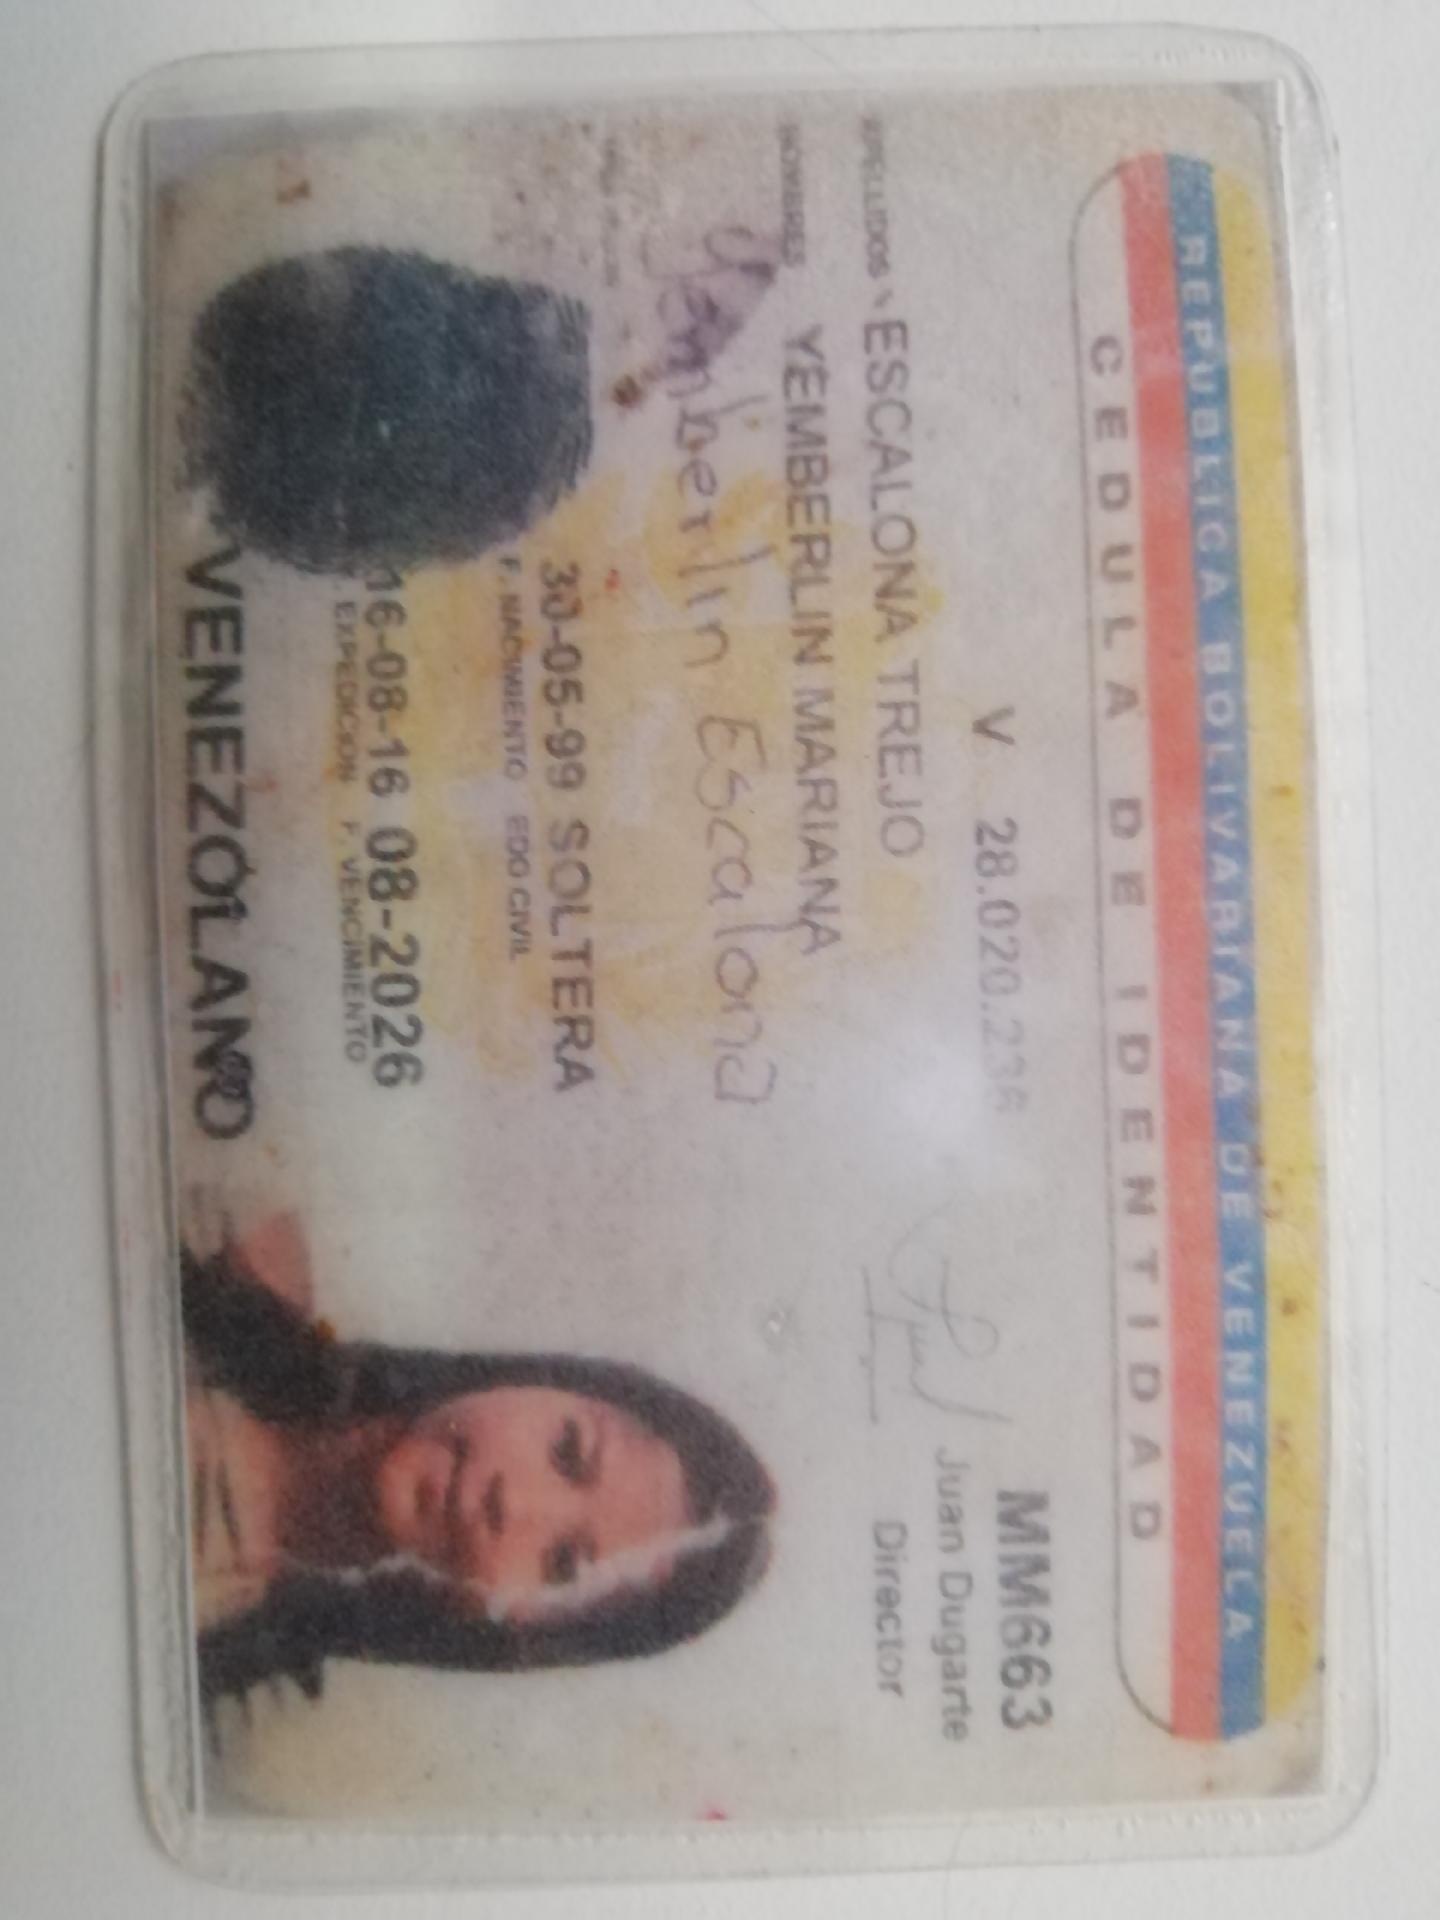 REPUBLICA BOLIVARIANA DE VENEZUELA
CEDULA DE IDENTIDAD
V 28.020.236
MM663
APELLIDOS ESCALONA TREJO
Juan Dugarte
Director
NOMBRES YEMBERLIN MARIANA
Yemberlin Escalona
30-05-99 SOLTERA
F. NACIMIENTO EDO CIVIL
16-08-16 08-2026
EXPEDICION F. VENCIMIENTO
VENEZOLANO